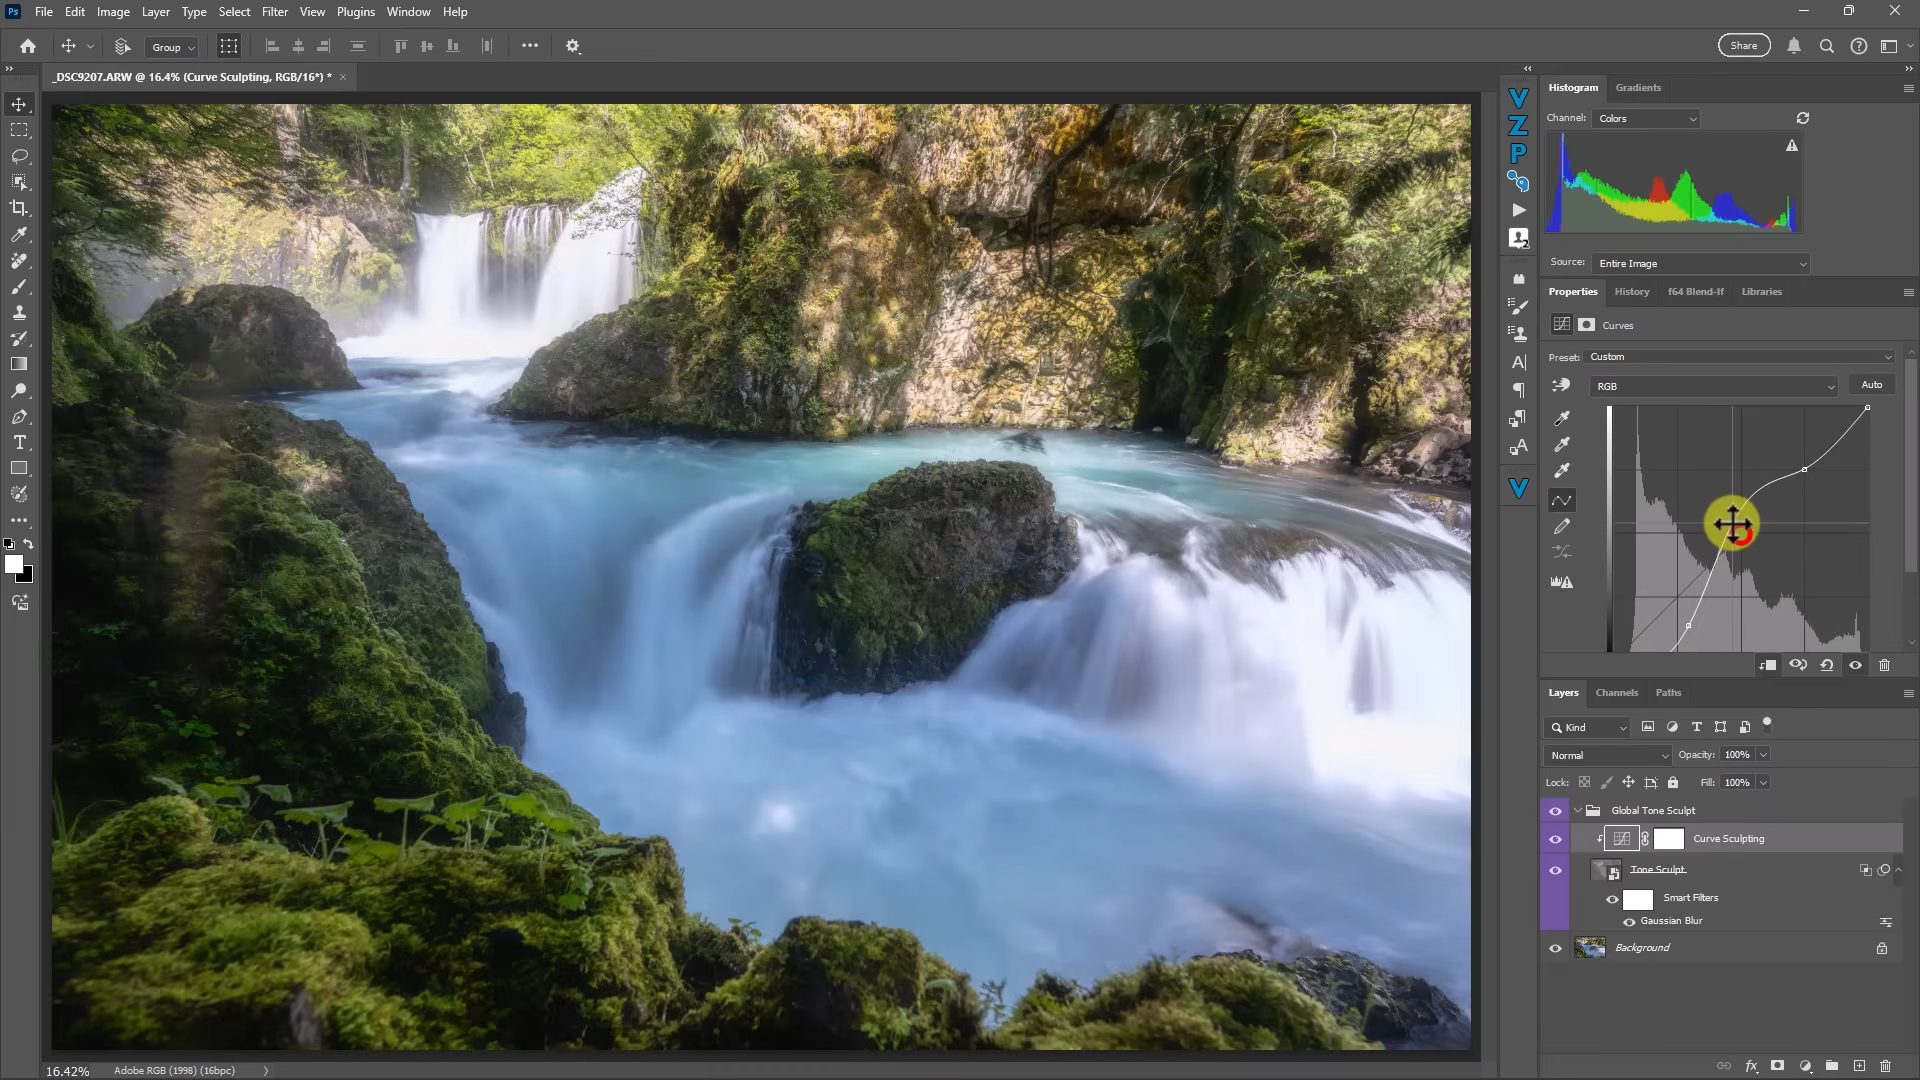 Ps File Edit Image Layer Type Select Filter View Plugins Window Help
Group Share
_DSC9207.ARW @ 16.4% (Curve Sculpting, RGB/16*) *
Histogram Gradients
Channel: Colors
Source: Entire Image
Properties History f64 Blend-If Libraries
Curves
Preset: Custom
RGB Auto
Layers Channels Paths
Kind
Normal Opacity: 100%
Lock: Fill: 100%
Global Tone Sculpt
Curve Sculpting
Tone Sculpt
Smart Filters
Gaussian Blur
Background
16.42% Adobe RGB (1998) (16bpc)